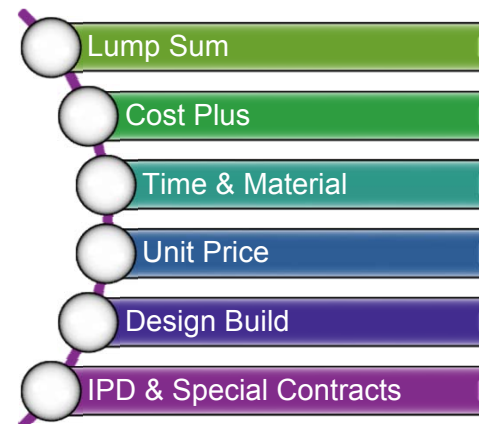 Lump Sum
Cost Plus
Time & Material
Unit Price
Design Build
IPD & Special Contracts